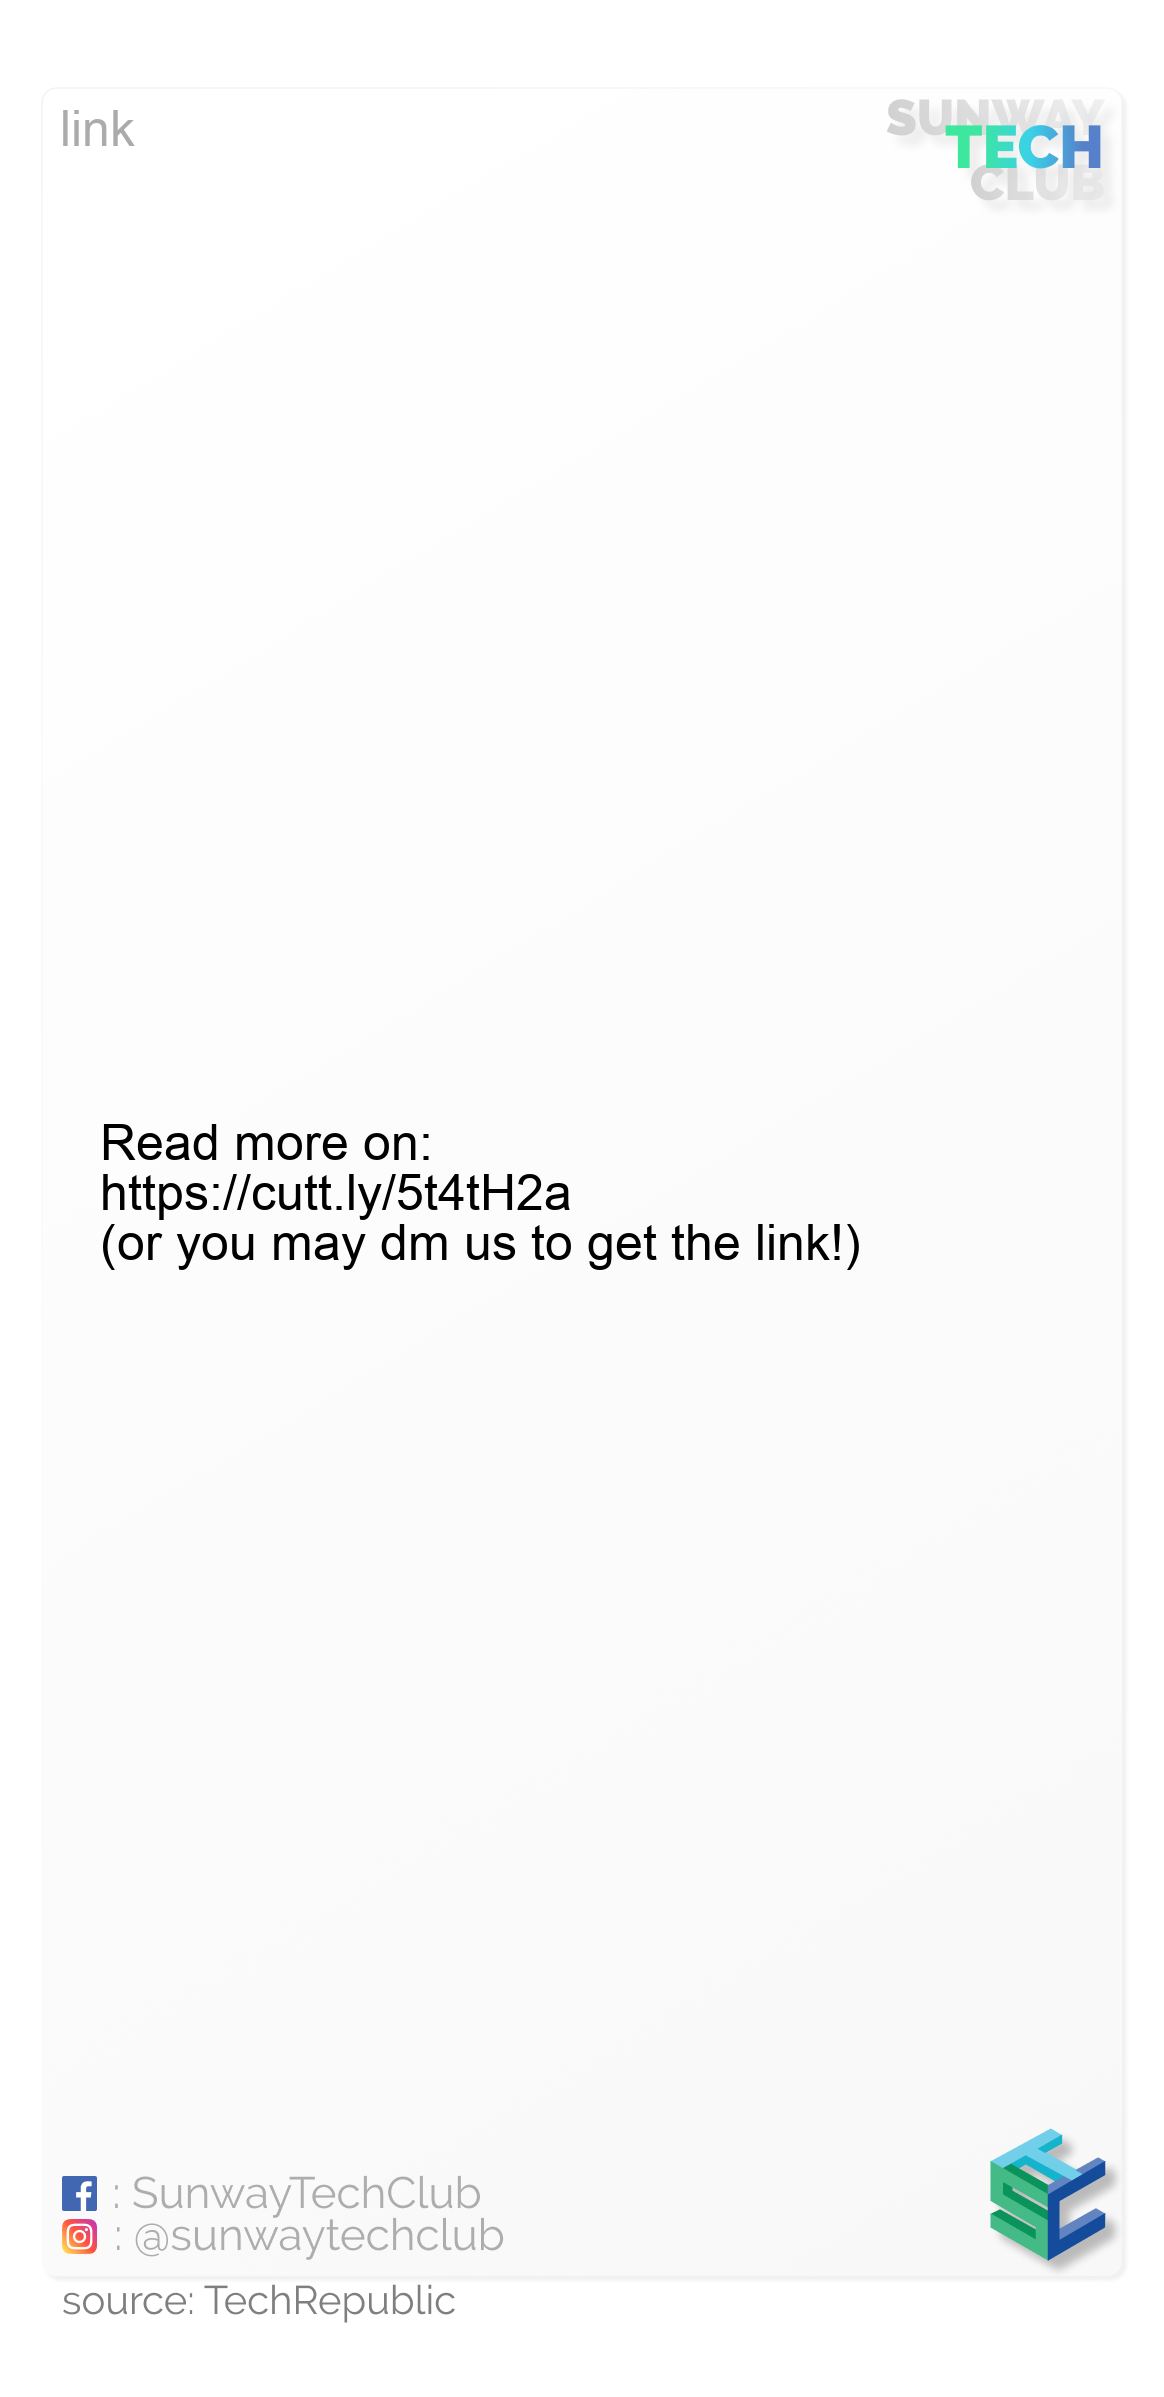 link
SUNWAY
TECH
CLUB
Read more on:
https://cutt.ly/5t4tH2a
(or you may dm us to get the link!)
: SunwayTechClub
: @sunwaytechclub
source: TechRepublic